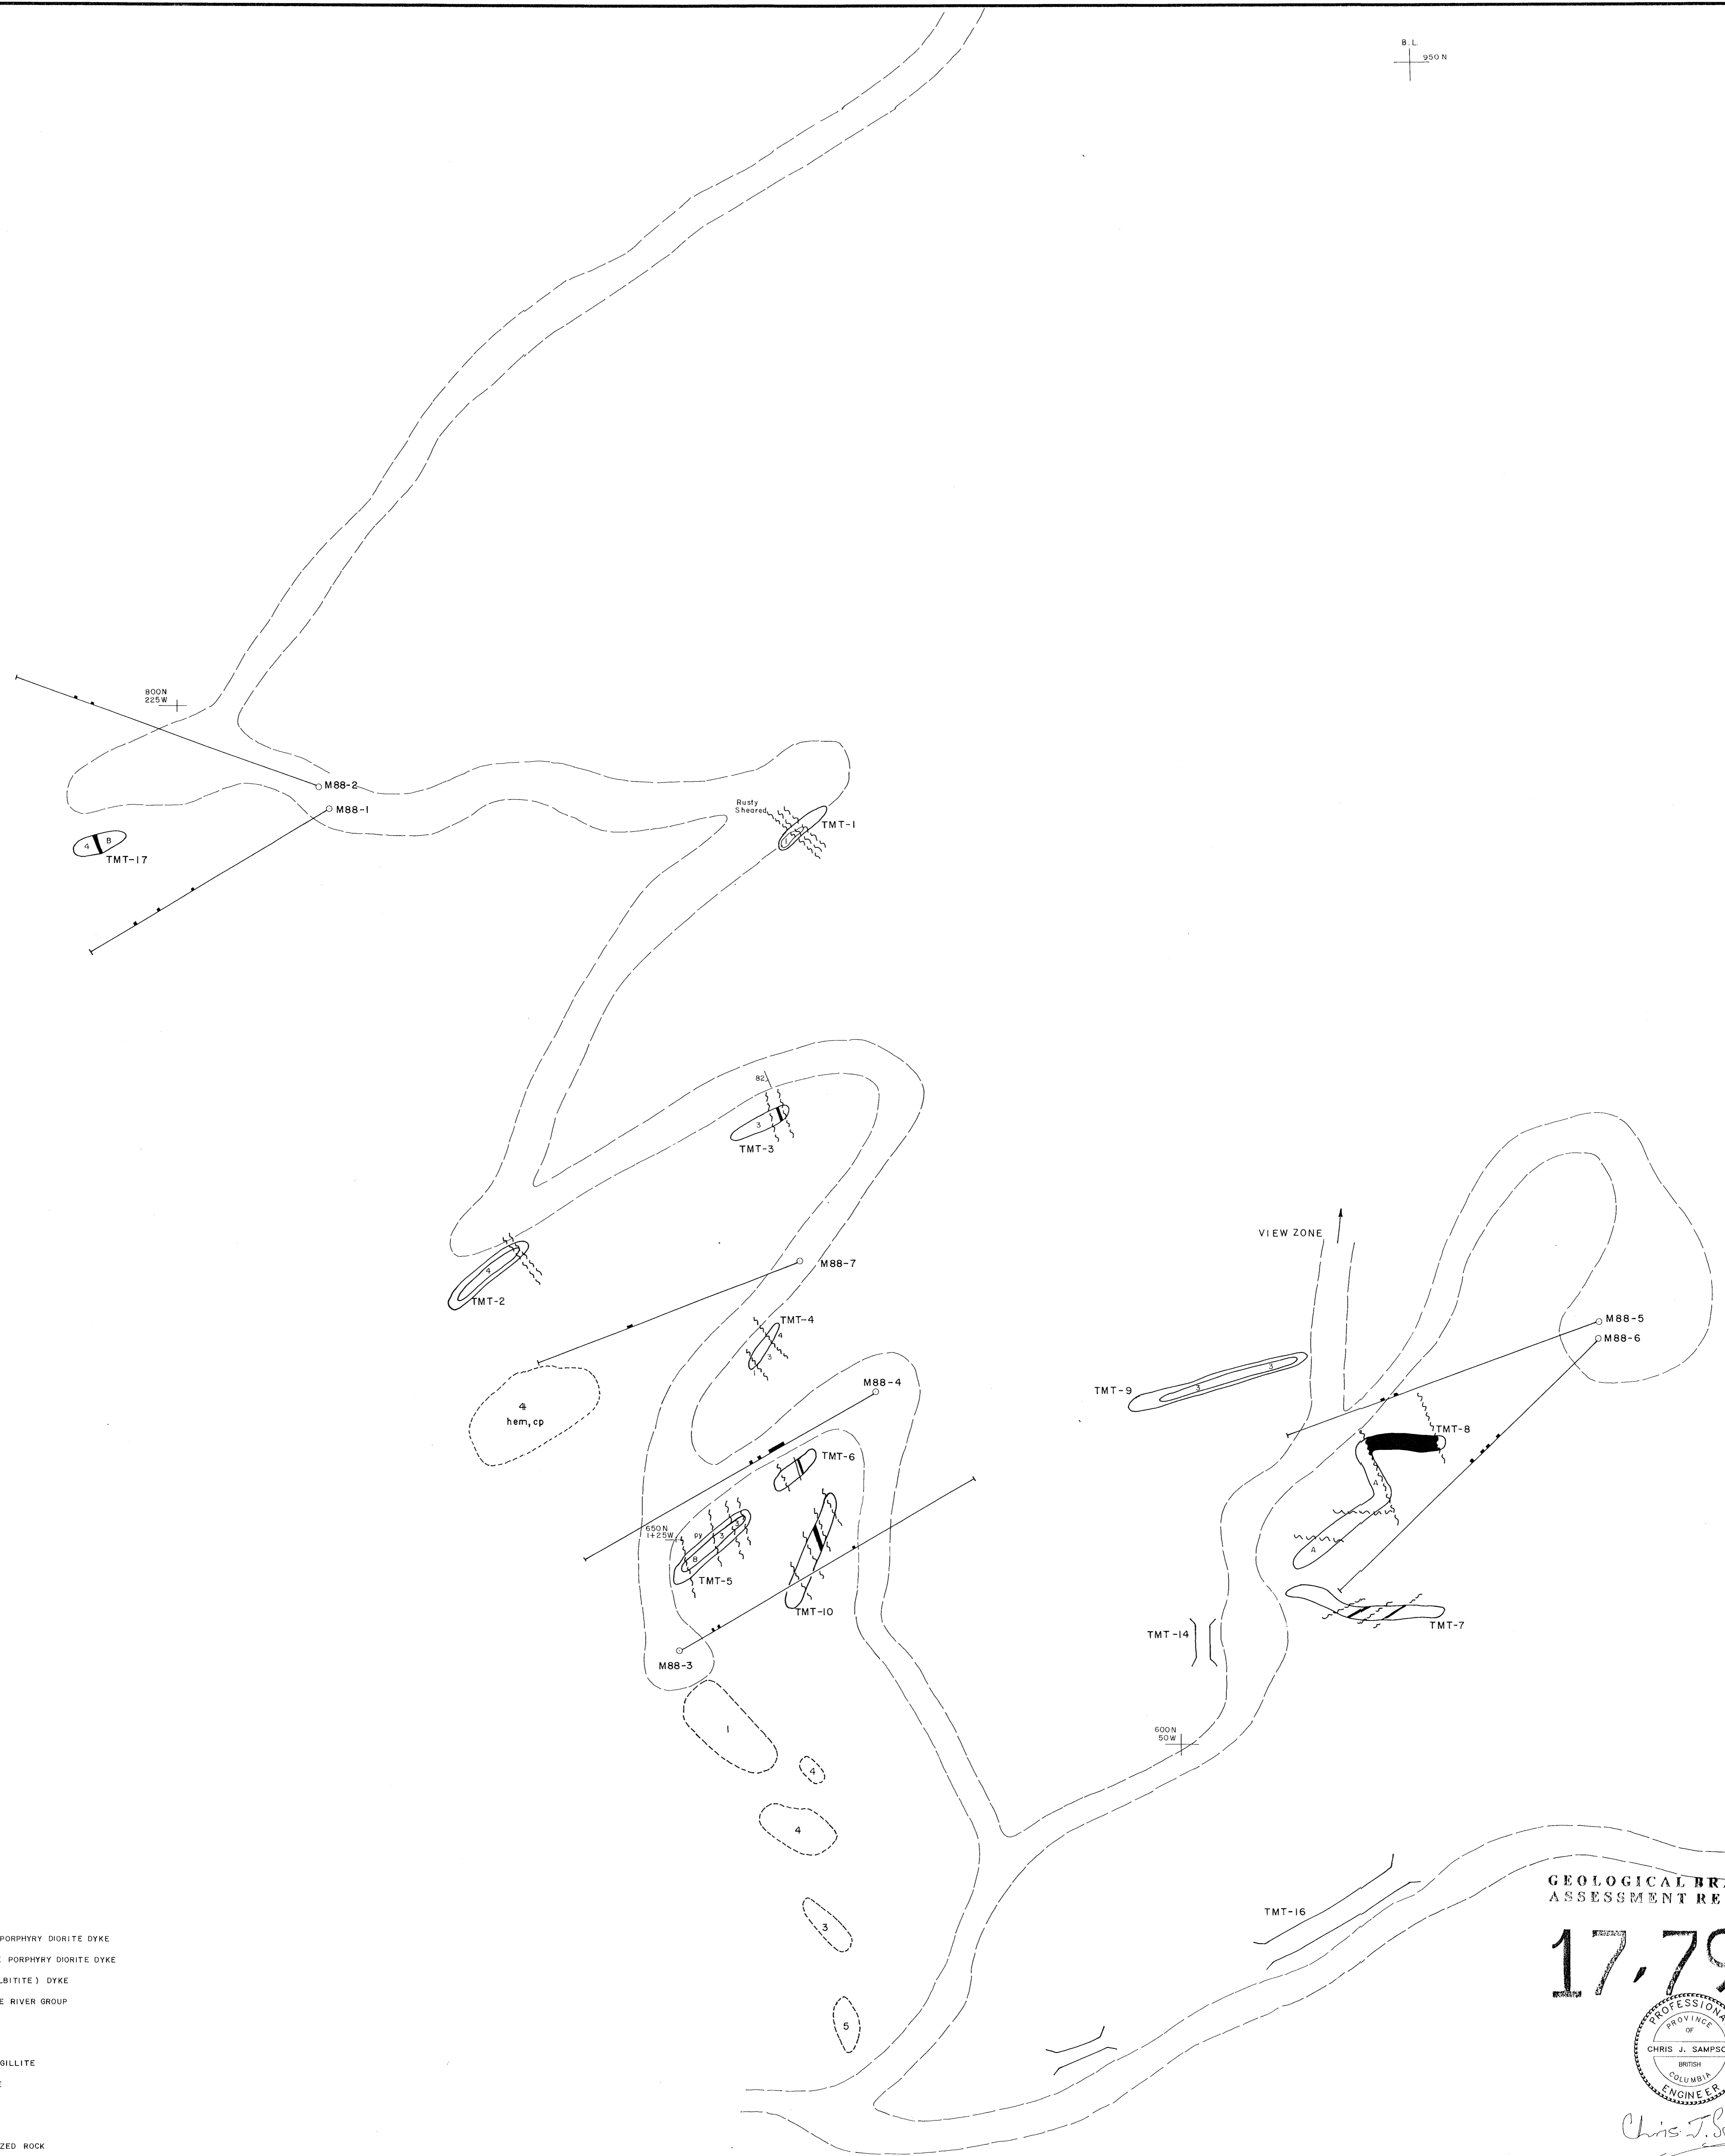 B.L.
950 N
800N
225W
M88-2
M88-1
4 B
TMT-17
Rusty
Sheared
1
TMT-1
82
3
TMT-3
VIEW ZONE
4
TMT-2
M88-7
TMT-4
4
3
1
M88-5
M88-6
4
hem, cp
M88-4
TMT-9
3
3
TMT-8
A
A
TMT-6
650N
1+25W
py
3
3
B
TMT-5
TMT-10
TMT-7
TMT-14
M88-3
1
600N
50W
4
4
3
5
TMT-16
PORPHYRY DIORITE DYKE
PORPHYRY DIORITE DYKE
LBITITE) DYKE
E RIVER GROUP
GILLITE
E
ZED ROCK
GEOLOGICAL BRA
ASSESSMENT RE
17,79
PROFESSIONA
PROVINCE
OF
CHRIS J. SAMPSO
BRITISH
COLUMBIA
ENGINEER
Chris J. S